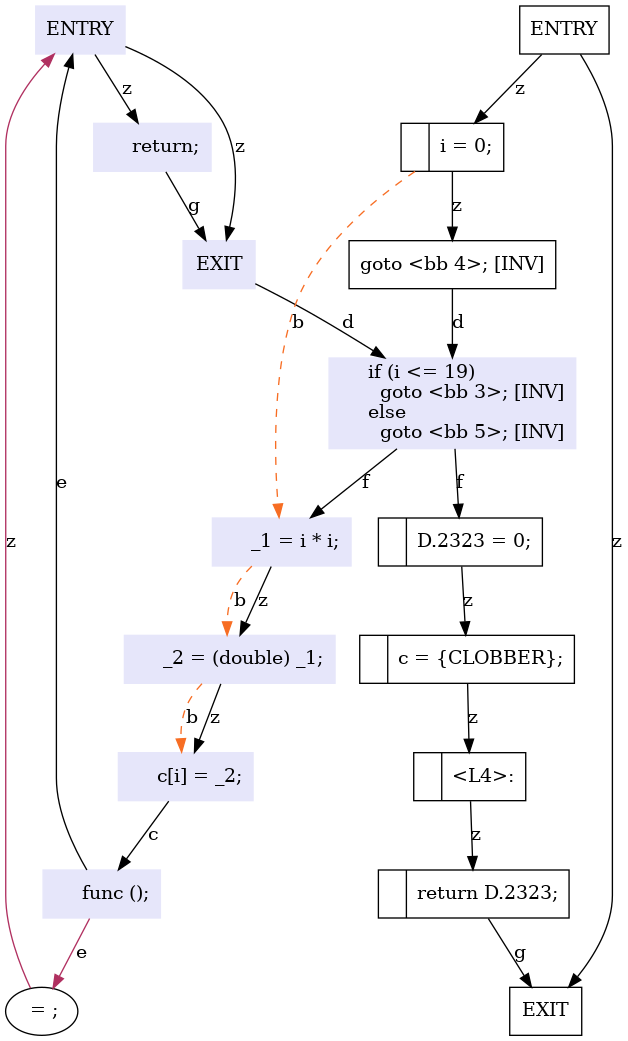 ENTRY
ENTRY
z
z
return;
i = 0;
z
g
z
EXIT
goto <bb 4>; [INV]
b
d
d
if (i <= 19)
goto <bb 3>; [INV]
else
goto <bb 5>; [INV]
e
f
f
z
_1 = i * i;
D.2323 = 0;
z
b
z
z
_2 = (double) _1;
c = {CLOBBER};
b
z
z
c[i] = _2;
<L4>:
c
z
func ();
return D.2323;
e
g
= ;
EXIT